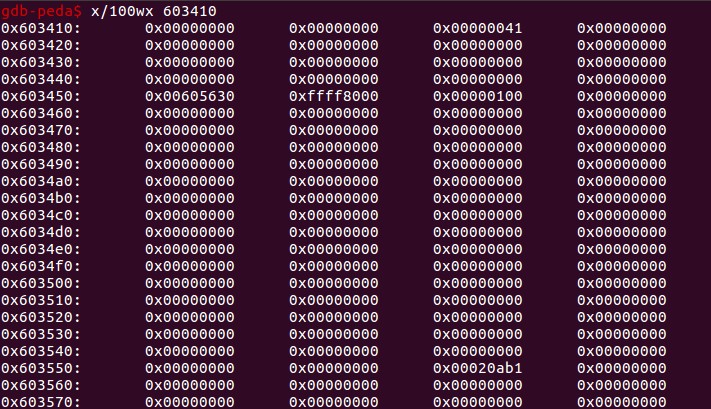 gdb-peda$ x/100wx 603410
0x603410: 0x00000000 0x00000000 0x00000041 0x00000000
0x603420: 0x00000000 0x00000000 0x00000000 0x00000000
0x603430: 0x00000000 0x00000000 0x00000000 0x00000000
0x603440: 0x00000000 0x00000000 0x00000000 0x00000000
0x603450: 0x00605630 0xffff8000 0x00000100 0x00000000
0x603460: 0x00000000 0x00000000 0x00000000 0x00000000
0x603470: 0x00000000 0x00000000 0x00000000 0x00000000
0x603480: 0x00000000 0x00000000 0x00000000 0x00000000
0x603490: 0x00000000 0x00000000 0x00000000 0x00000000
0x6034a0: 0x00000000 0x00000000 0x00000000 0x00000000
0x6034b0: 0x00000000 0x00000000 0x00000000 0x00000000
0x6034c0: 0x00000000 0x00000000 0x00000000 0x00000000
0x6034d0: 0x00000000 0x00000000 0x00000000 0x00000000
0x6034e0: 0x00000000 0x00000000 0x00000000 0x00000000
0x6034f0: 0x00000000 0x00000000 0x00000000 0x00000000
0x603500: 0x00000000 0x00000000 0x00000000 0x00000000
0x603510: 0x00000000 0x00000000 0x00000000 0x00000000
0x603520: 0x00000000 0x00000000 0x00000000 0x00000000
0x603530: 0x00000000 0x00000000 0x00000000 0x00000000
0x603540: 0x00000000 0x00000000 0x00000000 0x00000000
0x603550: 0x00000000 0x00000000 0x00020ab1 0x00000000
0x603560: 0x00000000 0x00000000 0x00000000 0x00000000
0x603570: 0x00000000 0x00000000 0x00000000 0x00000000